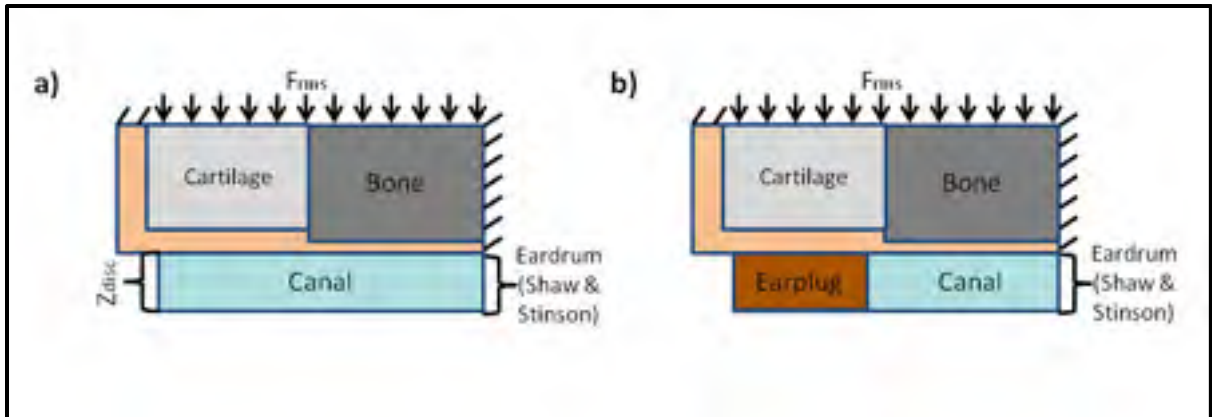 a)
Frms
Cartilage
Bone
Zdisc
Canal
Eardrum
(Shaw &
Stinson)
b)
Frms
Cartilage
Bone
Earplug
Canal
Eardrum
(Shaw &
Stinson)